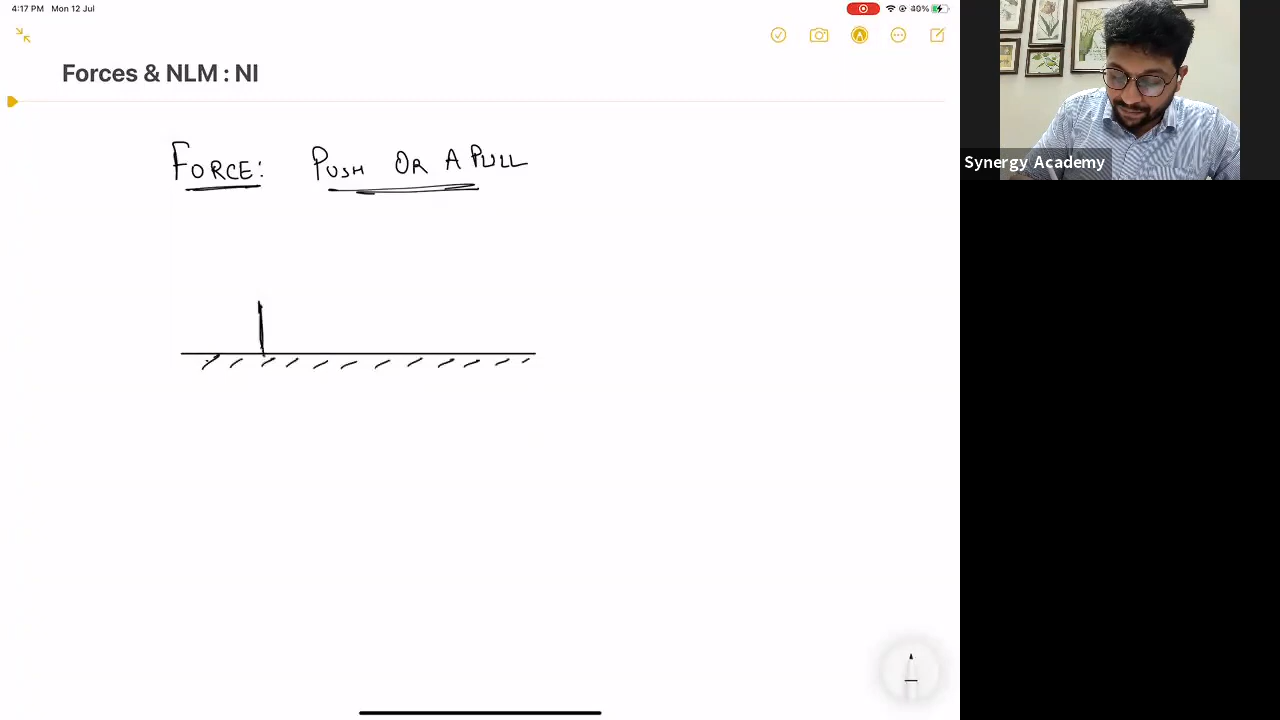 4:17 PM Mon 12 Jul
40%
Forces & NLM : NI
FORCE: PUSH OR A PULL
Synergy Academy